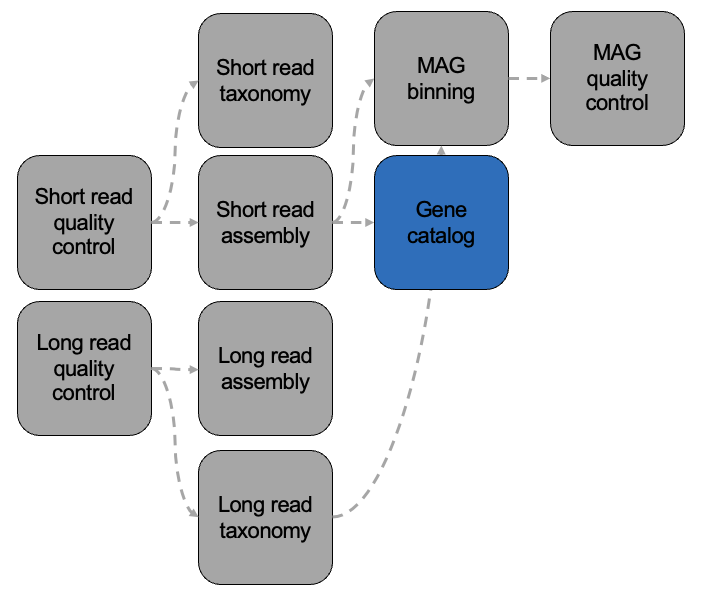 Short read
taxonomy
MAG
binning
MAG
quality
control
Short read
quality
control
Short read
assembly
Gene
catalog
Long read
quality
control
Long read
assembly
Long read
taxonomy